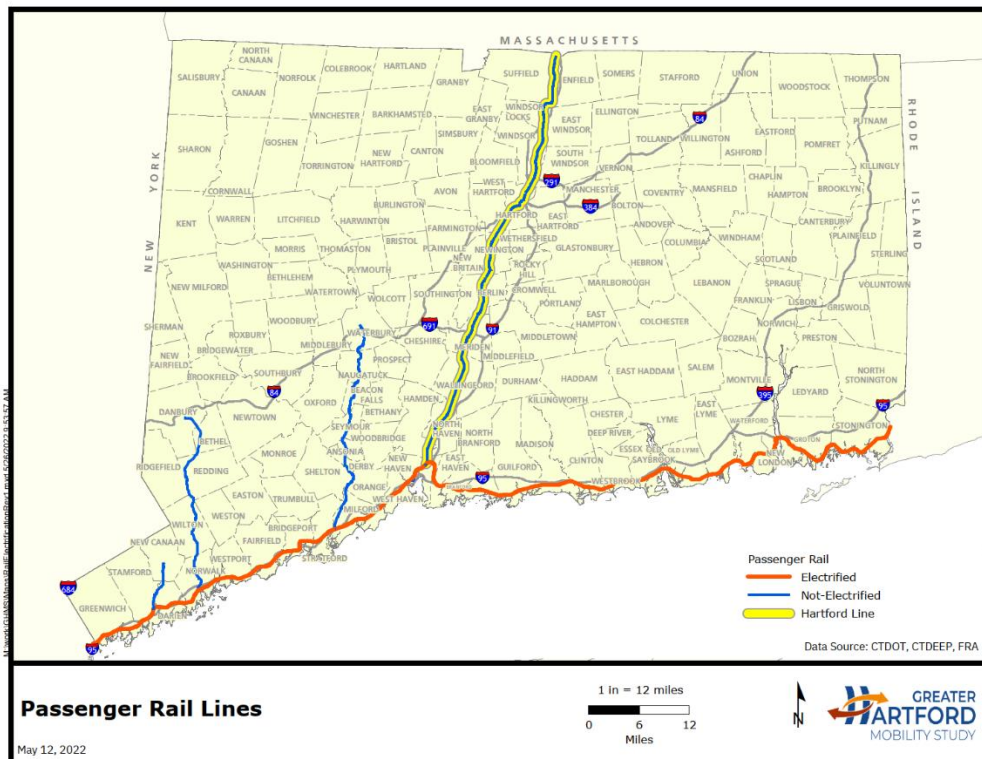 MASSACHUSETTS
NEW YORK
RHODE ISLAND
NORTH
CANAAN
SALISBURY
CANAAN
NORFOLK
COLEBROOK
HARTLAND
GRANBY
SUFFIELD
ENFIELD
SOMERS
STAFFORD
UNION
WOODSTOCK
THOMPSON
WINCHESTER
BARKHAMSTED
EAST
GRANBY
WINDSOR
LOCKS
EAST
WINDSOR
ELLINGTON
PUTNAM
SHARON
GOSHEN
TORRINGTON
NEW
HARTFORD
CANTON
SIMSBURY
WINDSOR
BLOOMFIELD
SOUTH
WINDSOR
VERNON
TOLLAND
WILLINGTON
84
ASHFORD
EASTFORD
POMFRET
KILLINGLY
CORNWALL
KENT
WARREN
LITCHFIELD
HARWINTON
BURLINGTON
AVON
WEST
HARTFORD
HARTFORD
291
MANCHESTER
384
BOLTON
COVENTRY
MANSFIELD
CHAPLIN
HAMPTON
BROOKLYN
EAST
HARTFORD
ANDOVER
COLUMBIA
WINDHAM
CANTERBURY
PLAINFIELD
STERLING
SCOTLAND
WASHINGTON
MORRIS
THOMASTON
BRISTOL
FARMINGTON
PLAINVILLE
NEW
BRITAIN
NEWINGTON
WETHERSFIELD
ROCKY
HILL
GLASTONBURY
HEBRON
NEW MILFORD
BETHLEHEM
WATERTOWN
PLYMOUTH
WOLCOTT
SOUTHINGTON
BERLIN
CROMWELL
PORTLAND
MARLBOROUGH
LEBANON
FRANKLIN
SPRAGUE
LISBON
GRISWOLD
VOLUNTOWN
SHERMAN
NEW
FAIRFIELD
BRIDGEWATER
ROXBURY
WOODBURY
MIDDLEBURY
WATERBURY
691
CHESHIRE
MERIDEN
91
MIDDLETOWN
MIDDLEFIELD
EAST
HAMPTON
COLCHESTER
BOZRAH
NORWICH
PRESTON
BROOKFIELD
SOUTHBURY
84
PROSPECT
NAUGATUCK
BEACON
FALLS
BETHANY
OXFORD
WALLINGFORD
HAMDEN
DURHAM
HADDAM
EAST HADDAM
SALEM
MONTVILLE
395
LEDYARD
NORTH
STONINGTON
95
DANBURY
NEWTOWN
BETHEL
MONROE
SEYMOUR
WOODBRIDGE
ANSONIA
DERBY
SHELTON
NORTH
HAVEN
NORTH
BRANFORD
KILLINGWORTH
MADISON
CHESTER
DEEP RIVER
ESSEX
LYME
EAST
LYME
WATERFORD
GROTON
STONINGTON
RIDGEFIELD
REDDING
EASTON
TRUMBULL
ORANGE
NEW
HAVEN
WEST HAVEN
EAST
HAVEN
95
GUILFORD
CLINTON
WESTBROOK
OLD
SAYBROOK
OLD LYME
NEW
LONDON
MILFORD
WILTON
WESTON
BRIDGEPORT
FAIRFIELD
STRATFORD
NEW CANAAN
WESTPORT
NORWALK
STAMFORD
DARIEN
684
GREENWICH
95
Passenger Rail
Electrified
Not-Electrified
Hartford Line
Data Source: CTDOT, CTDEEP, FRA
Passenger Rail Lines
May 12, 2022
1 in = 12 miles
0 6 12
Miles
N
GREATER
HARTFORD
MOBILITY STUDY